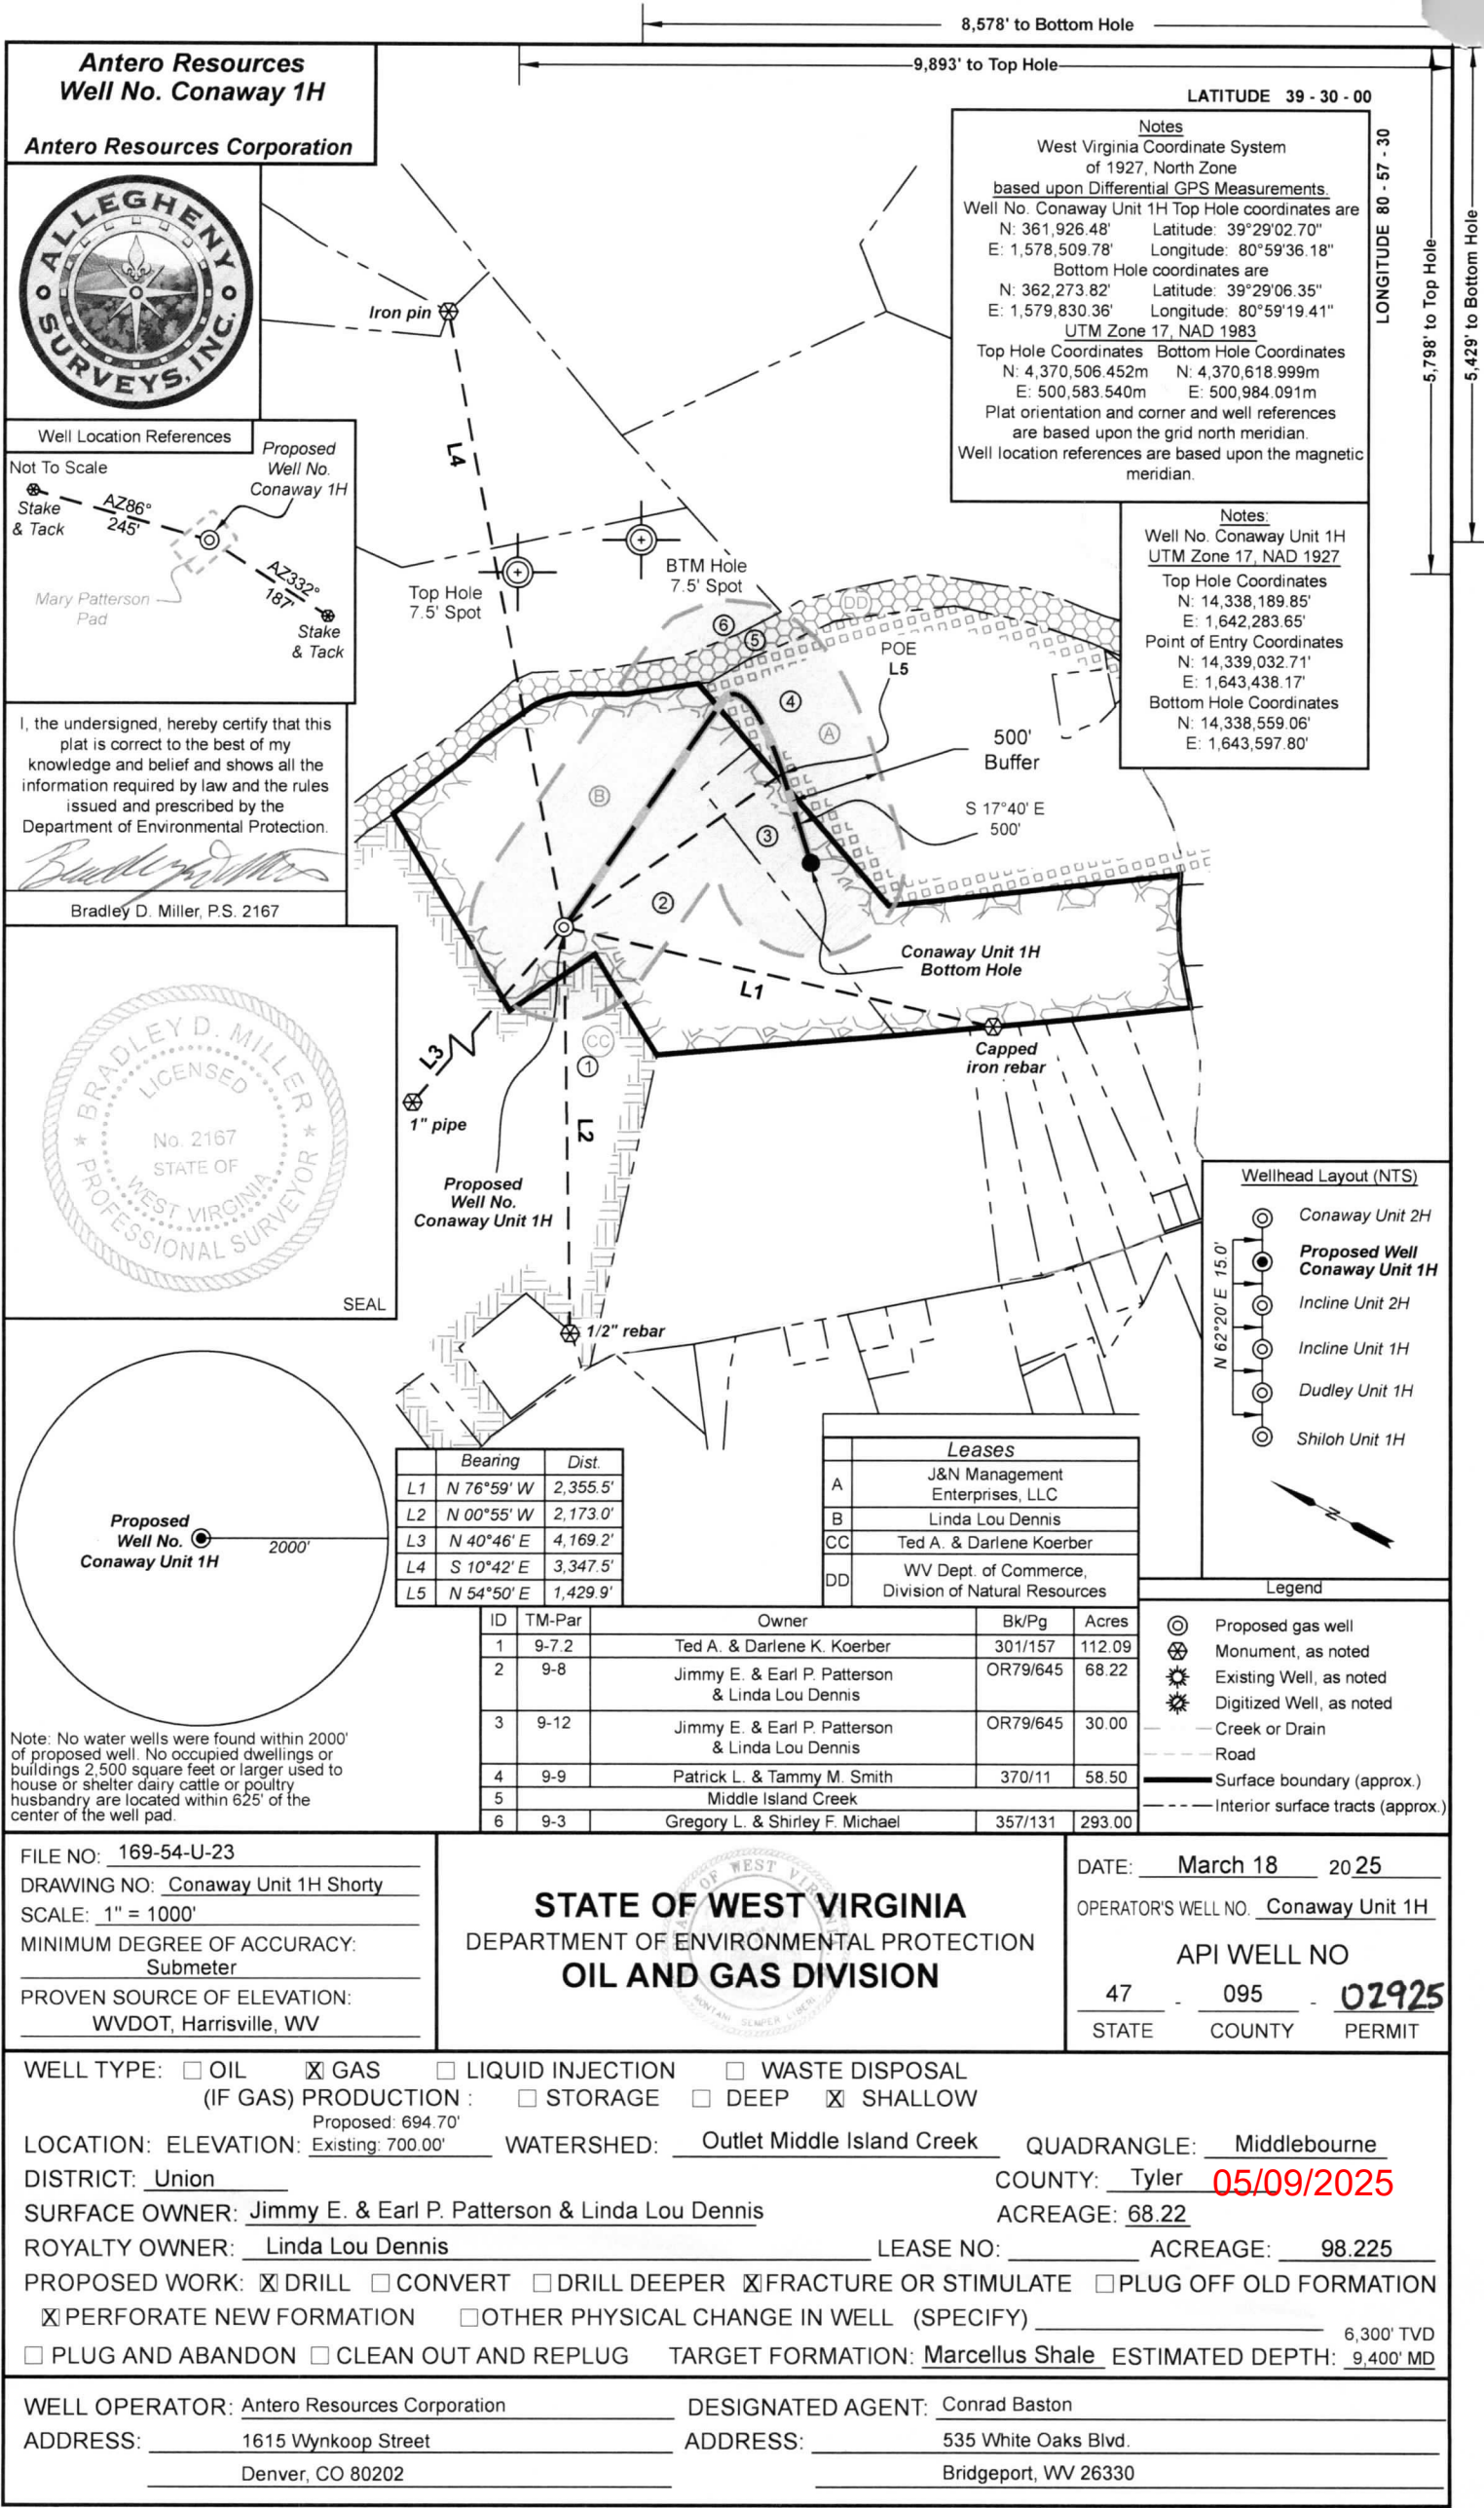 8,578' to Bottom Hole
9,893' to Top Hole
Antero Resources
Well No. Conaway 1H
Antero Resources Corporation
LATITUDE 39 - 30 - 00
LONGITUDE 80 - 57 - 30
5,798' to Top Hole
5,429' to Bottom Hole
ALLEGHENY
SURVEYS, INC.
Notes
West Virginia Coordinate System
of 1927, North Zone
based upon Differential GPS Measurements.
Well No. Conaway Unit 1H Top Hole coordinates are
N: 361,926.48' Latitude: 39°29'02.70"
E: 1,578,509.78' Longitude: 80°59'36.18"
Bottom Hole coordinates are
N: 362,273.82' Latitude: 39°29'06.35"
E: 1,579,830.36' Longitude: 80°59'19.41"
UTM Zone 17, NAD 1983
Top Hole Coordinates Bottom Hole Coordinates
N: 4,370,506.452m N: 4,370,618.999m
E: 500,583.540m E: 500,984.091m
Plat orientation and corner and well references
are based upon the grid north meridian.
Well location references are based upon the magnetic
meridian.
Notes:
Well No. Conaway Unit 1H
UTM Zone 17, NAD 1927
Top Hole Coordinates
N: 14,338,189.85'
E: 1,642,283.65'
Point of Entry Coordinates
N: 14,339,032.71'
E: 1,643,438.17'
Bottom Hole Coordinates
N: 14,338,559.06'
E: 1,643,597.80'
Well Location References
Not To Scale
Proposed
Well No.
Conaway 1H
Stake
& Tack
AZ86°
245'
AZ332°
187'
Mary Patterson
Pad
Stake
& Tack
Iron pin
L4
Top Hole
7.5' Spot
BTM Hole
7.5' Spot
DD
6
5
4
A
B
3
2
POE
L5
500'
Buffer
S 17°40' E
500'
Conaway Unit 1H
Bottom Hole
L1
Capped
iron rebar
CC
1
L3
1" pipe
L2
Proposed
Well No.
Conaway Unit 1H
1/2" rebar
I, the undersigned, hereby certify that this
plat is correct to the best of my
knowledge and belief and shows all the
information required by law and the rules
issued and prescribed by the
Department of Environmental Protection.
Bradley D. Miller, P.S. 2167
BRADLEY D. MILLER
LICENSED
No. 2167
STATE OF
WEST VIRGINIA
PROFESSIONAL SURVEYOR
SEAL
Wellhead Layout (NTS)
N 62°20' E 15.0'
Conaway Unit 2H
Proposed Well
Conaway Unit 1H
Incline Unit 2H
Incline Unit 1H
Dudley Unit 1H
Shiloh Unit 1H
N
Proposed
Well No.
Conaway Unit 1H
2000'
Note: No water wells were found within 2000'
of proposed well. No occupied dwellings or
buildings 2,500 square feet or larger used to
house or shelter dairy cattle or poultry
husbandry are located within 625' of the
center of the well pad.
Bearing Dist.
L1 N 76°59' W 2,355.5'
L2 N 00°55' W 2,173.0'
L3 N 40°46' E 4,169.2'
L4 S 10°42' E 3,347.5'
L5 N 54°50' E 1,429.9'
Leases
A J&N Management
Enterprises, LLC
B Linda Lou Dennis
CC Ted A. & Darlene Koerber
DD WV Dept. of Commerce,
Division of Natural Resources
ID TM-Par Owner Bk/Pg Acres
1 9-7.2 Ted A. & Darlene K. Koerber 301/157 112.09
2 9-8 Jimmy E. & Earl P. Patterson OR79/645 68.22
& Linda Lou Dennis
3 9-12 Jimmy E. & Earl P. Patterson OR79/645 30.00
& Linda Lou Dennis
4 9-9 Patrick L. & Tammy M. Smith 370/11 58.50
5 Middle Island Creek
6 9-3 Gregory L. & Shirley F. Michael 357/131 293.00
Legend
Proposed gas well
Monument, as noted
Existing Well, as noted
Digitized Well, as noted
Creek or Drain
Road
Surface boundary (approx.)
Interior surface tracts (approx.)
FILE NO: 169-54-U-23
DRAWING NO: Conaway Unit 1H Shorty
SCALE: 1" = 1000'
MINIMUM DEGREE OF ACCURACY:
Submeter
PROVEN SOURCE OF ELEVATION:
WVDOT, Harrisville, WV
STATE OF WEST VIRGINIA
DEPARTMENT OF ENVIRONMENTAL PROTECTION
OIL AND GAS DIVISION
STATE OF WEST VIRGINIA
MONTANI SEMPER LIBERI
DATE: March 18 2025
OPERATOR'S WELL NO. Conaway Unit 1H
API WELL NO
47 - 095 - 02925
STATE COUNTY PERMIT
WELL TYPE: ☐ OIL ☒ GAS ☐ LIQUID INJECTION ☐ WASTE DISPOSAL
(IF GAS) PRODUCTION : ☐ STORAGE ☐ DEEP ☒ SHALLOW
Proposed: 694.70'
LOCATION: ELEVATION: Existing: 700.00' WATERSHED: Outlet Middle Island Creek QUADRANGLE: Middlebourne
DISTRICT: Union COUNTY: Tyler 05/09/2025
SURFACE OWNER: Jimmy E. & Earl P. Patterson & Linda Lou Dennis ACREAGE: 68.22
ROYALTY OWNER: Linda Lou Dennis LEASE NO: ACREAGE: 98.225
PROPOSED WORK: ☒ DRILL ☐ CONVERT ☐ DRILL DEEPER ☒ FRACTURE OR STIMULATE ☐ PLUG OFF OLD FORMATION
☒ PERFORATE NEW FORMATION ☐ OTHER PHYSICAL CHANGE IN WELL (SPECIFY)
6,300' TVD
☐ PLUG AND ABANDON ☐ CLEAN OUT AND REPLUG TARGET FORMATION: Marcellus Shale ESTIMATED DEPTH: 9,400' MD
WELL OPERATOR: Antero Resources Corporation DESIGNATED AGENT: Conrad Baston
ADDRESS: 1615 Wynkoop Street ADDRESS: 535 White Oaks Blvd.
Denver, CO 80202 Bridgeport, WV 26330